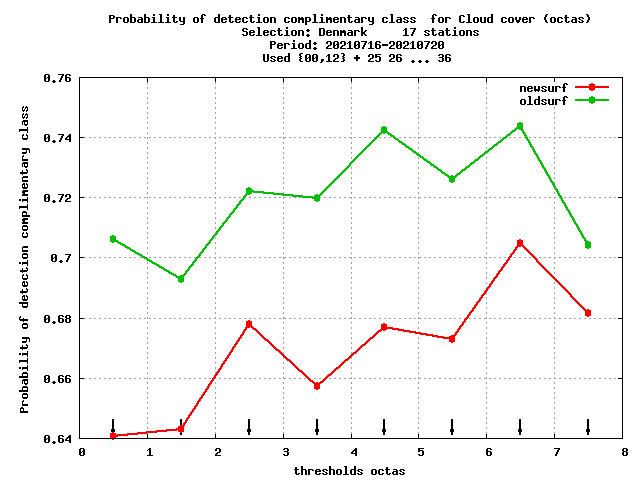 Probability of detection complimentary class  for Cloud cover (octas)
Selection: Denmark     17 stations
Period: 20210716-20210720
Used {00,12} + 25 26 ... 36
newsurf
oldsurf
Probability of detection complimentary class
0.76
0.74
0.72
0.7
0.68
0.66
0.64
0 1 2 3 4 5 6 7 8
thresholds octas